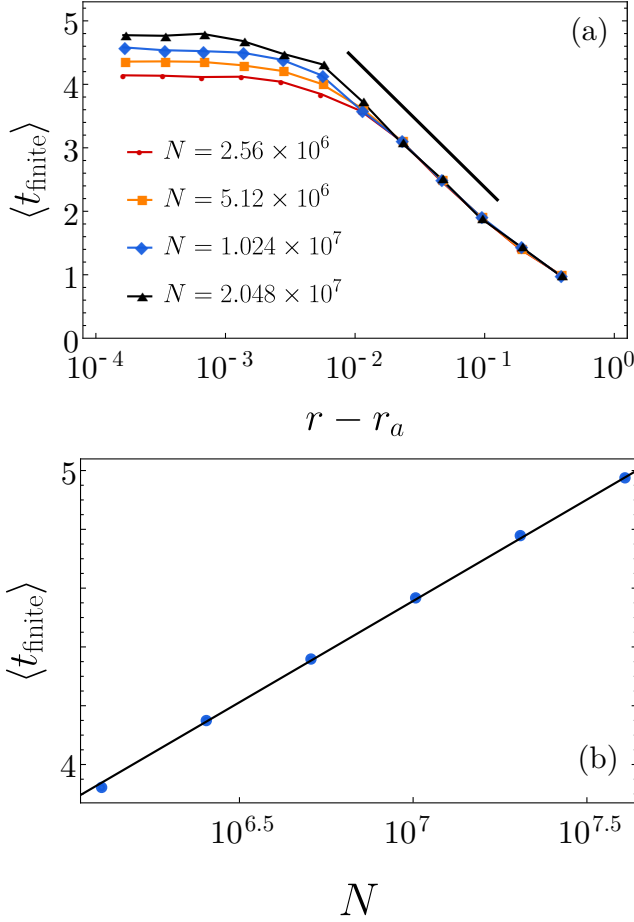 5
4
3
2
1
0
⟨t_finite⟩
(a)
N = 2.56 × 10^6
N = 5.12 × 10^6
N = 1.024 × 10^7
N = 2.048 × 10^7
10^-4 10^-3 10^-2 10^-1 10^0
r − r_a
5
4
⟨t_finite⟩
(b)
10^6.5 10^7 10^7.5
N